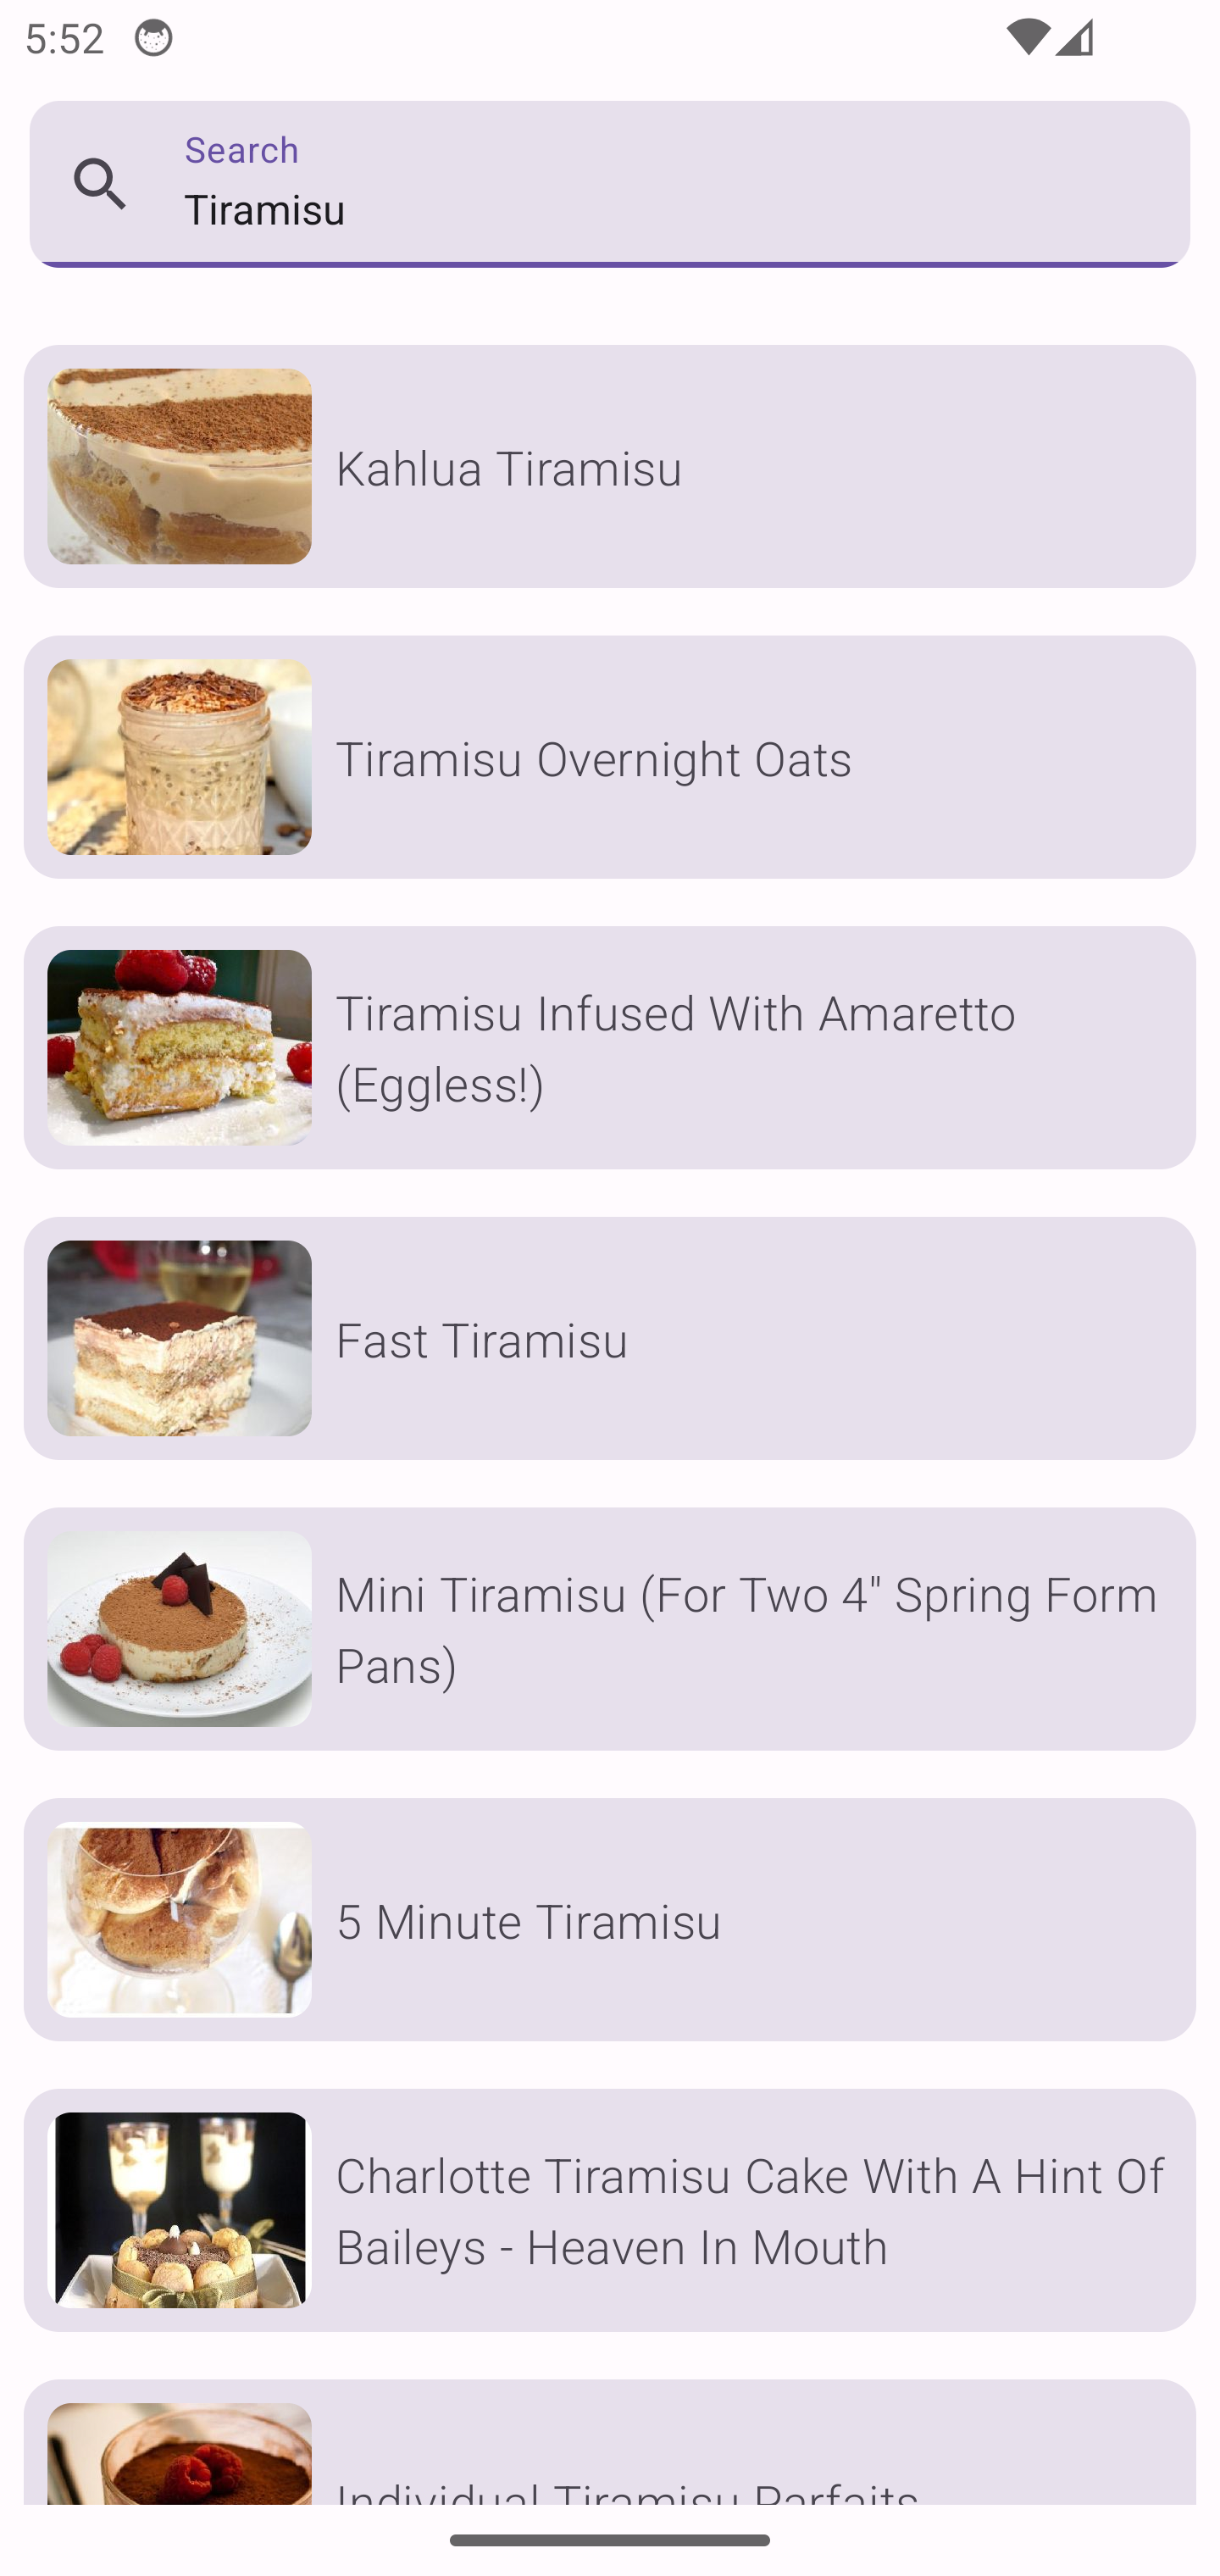 5:52
Search
Tiramisu
Kahlua Tiramisu
Tiramisu Overnight Oats
Tiramisu Infused With Amaretto
(Eggless!)
Fast Tiramisu
Mini Tiramisu (For Two 4" Spring Form
Pans)
5 Minute Tiramisu
Charlotte Tiramisu Cake With A Hint Of
Baileys - Heaven In Mouth
Individual Tiramisu Parfaits